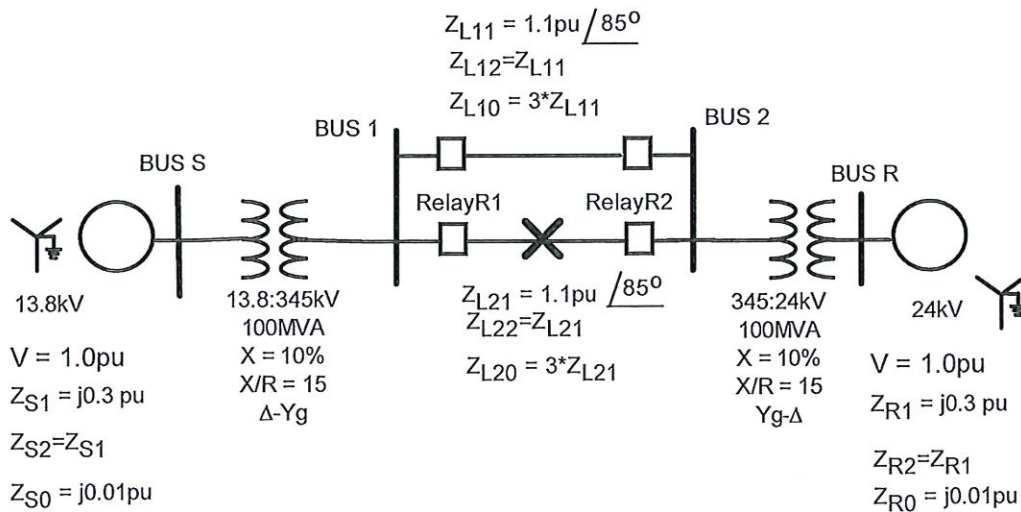 Z_L11 = 1.1pu /85º
Z_L12=Z_L11
Z_L10 = 3*Z_L11
BUS 1
BUS 2
BUS S
BUS R
RelayR1
RelayR2
13.8kV
13.8:345kV
100MVA
X = 10%
X/R = 15
Δ-Yg
Z_L21 = 1.1pu /85º
Z_L22=Z_L21
Z_L20 = 3*Z_L21
345:24kV
100MVA
X = 10%
X/R = 15
Yg-Δ
24kV
V = 1.0pu
Z_S1 = j0.3 pu
Z_S2=Z_S1
Z_S0 = j0.01pu
V = 1.0pu
Z_R1 = j0.3 pu
Z_R2=Z_R1
Z_R0 = j0.01pu